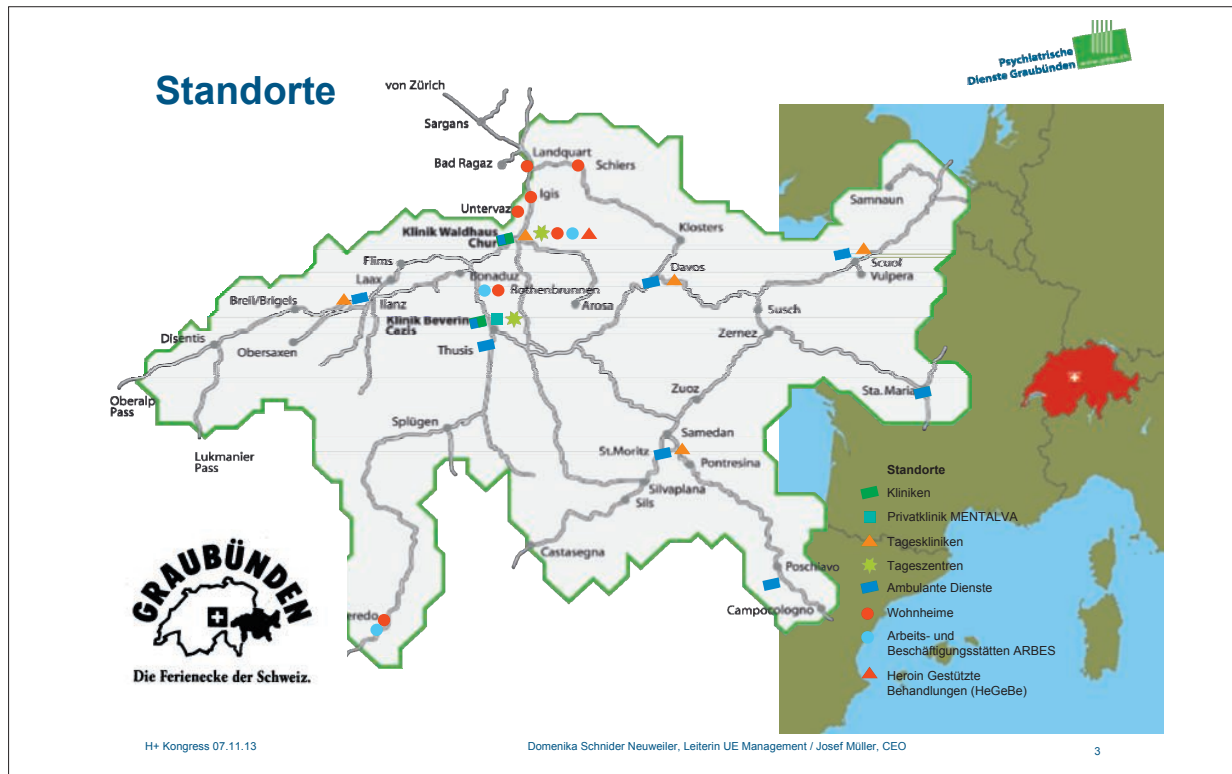 Psychiatrische
Dienste Graubünden
Standorte
von Zürich
Sargans
Bad Ragaz
Landquart
Schiers
Igis
Untervaz
Klinik Waldhaus
Chur
Klosters
Samnaun
Flims
Laax
Bonaduz
Rothenbrunnen
Arosa
Davos
Scuol
Vulpera
Breil/Brigels
Ilanz
Klinik Beverin
Cazis
Susch
Disentis
Obersaxen
Thusis
Zernez
Oberalp
Pass
Zuoz
Sta. Maria
Splügen
Lukmanier
Pass
Samedan
St.Moritz
Pontresina
Silvaplana
Sils
Castasegna
Poschiavo
Campocologno
eredo
GRAUBÜNDEN
Die Ferienecke der Schweiz.
Standorte
Kliniken
Privatklinik MENTALVA
Tageskliniken
Tageszentren
Ambulante Dienste
Wohnheime
Arbeits- und
Beschäftigungsstätten ARBES
Heroin Gestützte
Behandlungen (HeGeBe)
H+ Kongress 07.11.13
Domenika Schnider Neuweiler, Leiterin UE Management / Josef Müller, CEO
3